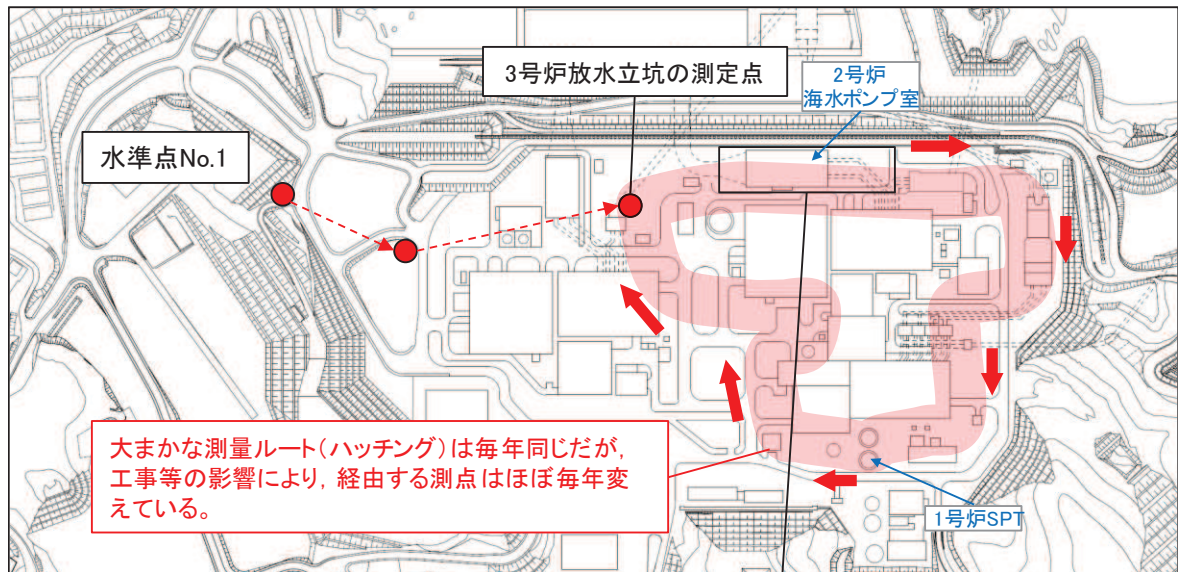 3号炉放水立坑の測定点
2号炉
海水ポンプ室
水準点No.1
大まかな測量ルート(ハッチング)は毎年同じだが,
工事等の影響により, 経由する測点はほぼ毎年変
えている。
1号炉SPT